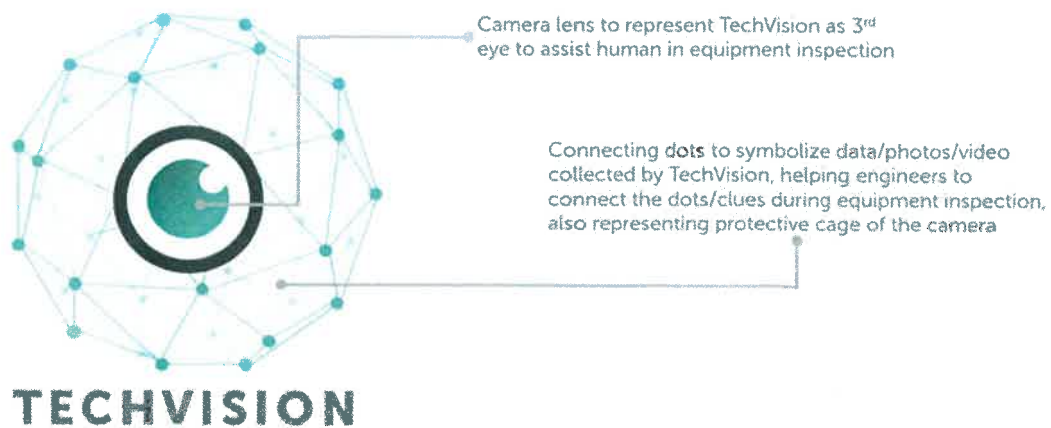 Camera lens to represent TechVision as 3rd
eye to assist human in equipment inspection
Connecting dots to symbolize data/photos/video
collected by TechVision, helping engineers to
connect the dots/clues during equipment inspection,
also representing protective cage of the camera
TECHVISION